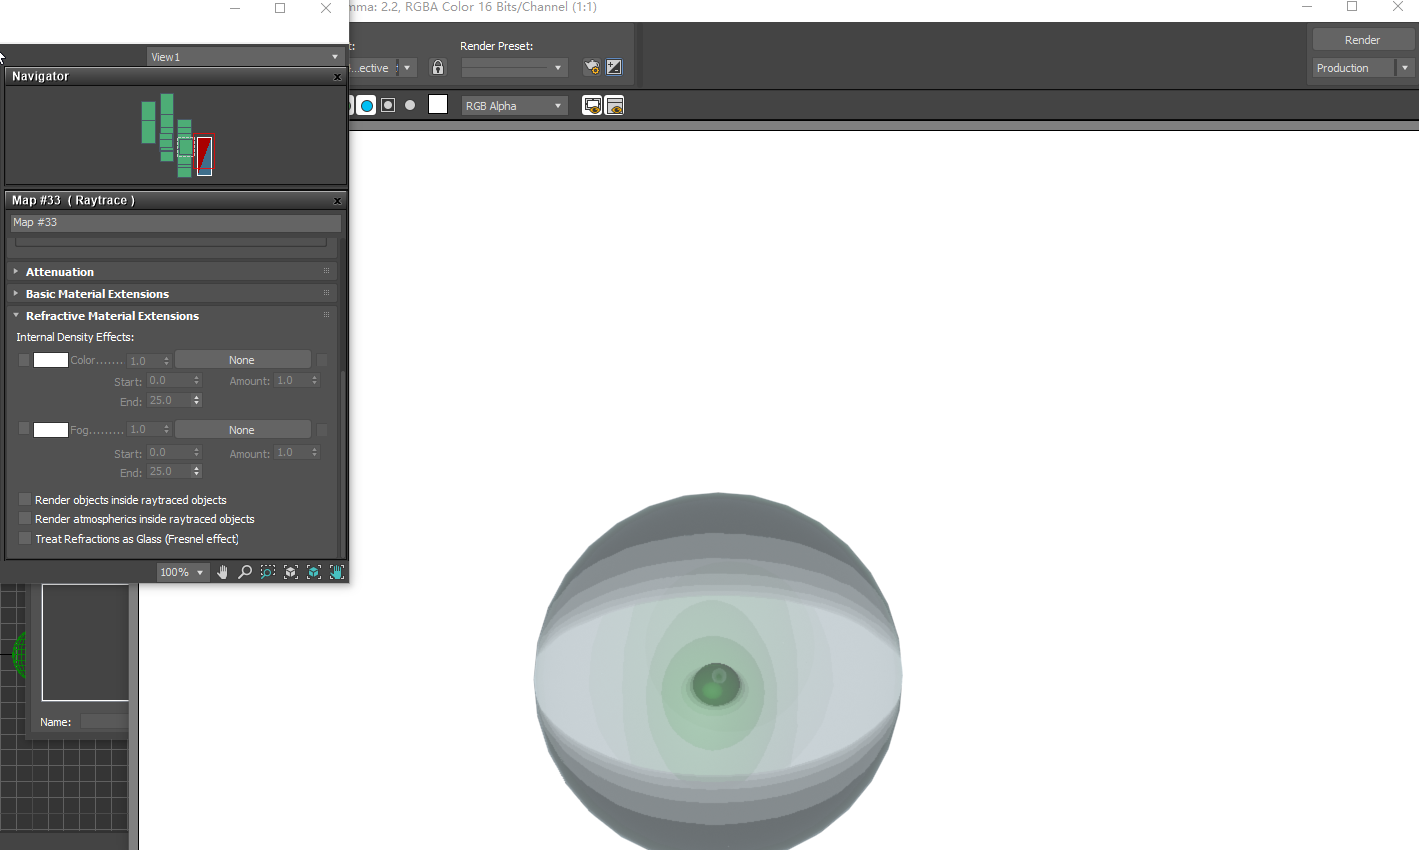 mma: 2.2, RGBA Color 16 Bits/Channel (1:1)
View1
Navigator
Map #33 ( Raytrace )
Map #33
Attenuation
Basic Material Extensions
Refractive Material Extensions
Internal Density Effects:
Color....... 1.0 None
Start: 0.0 Amount: 1.0
End: 25.0
Fog......... 1.0 None
Start: 0.0 Amount: 1.0
End: 25.0
Render objects inside raytraced objects
Render atmospherics inside raytraced objects
Treat Refractions as Glass (Fresnel effect)
100%
Name:
t:
Render Preset:
...ective
RGB Alpha
Render
Production